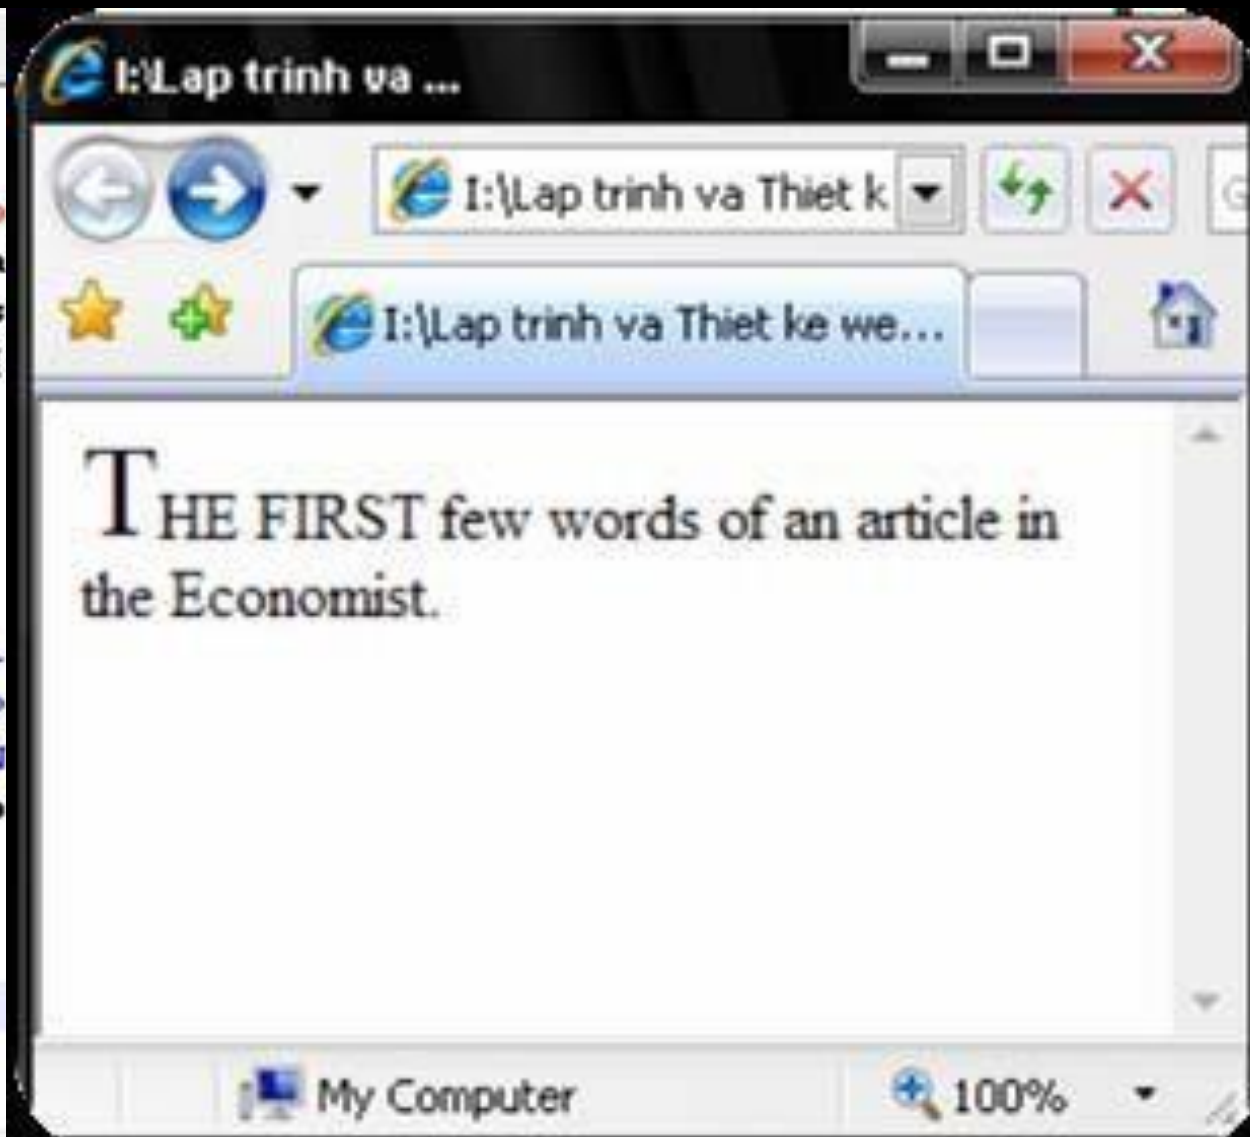 I:\Lap trinh va ...
I:\Lap trinh va Thiet k
I:\Lap trinh va Thiet ke we...
THE FIRST few words of an article in
the Economist.
My Computer
100%